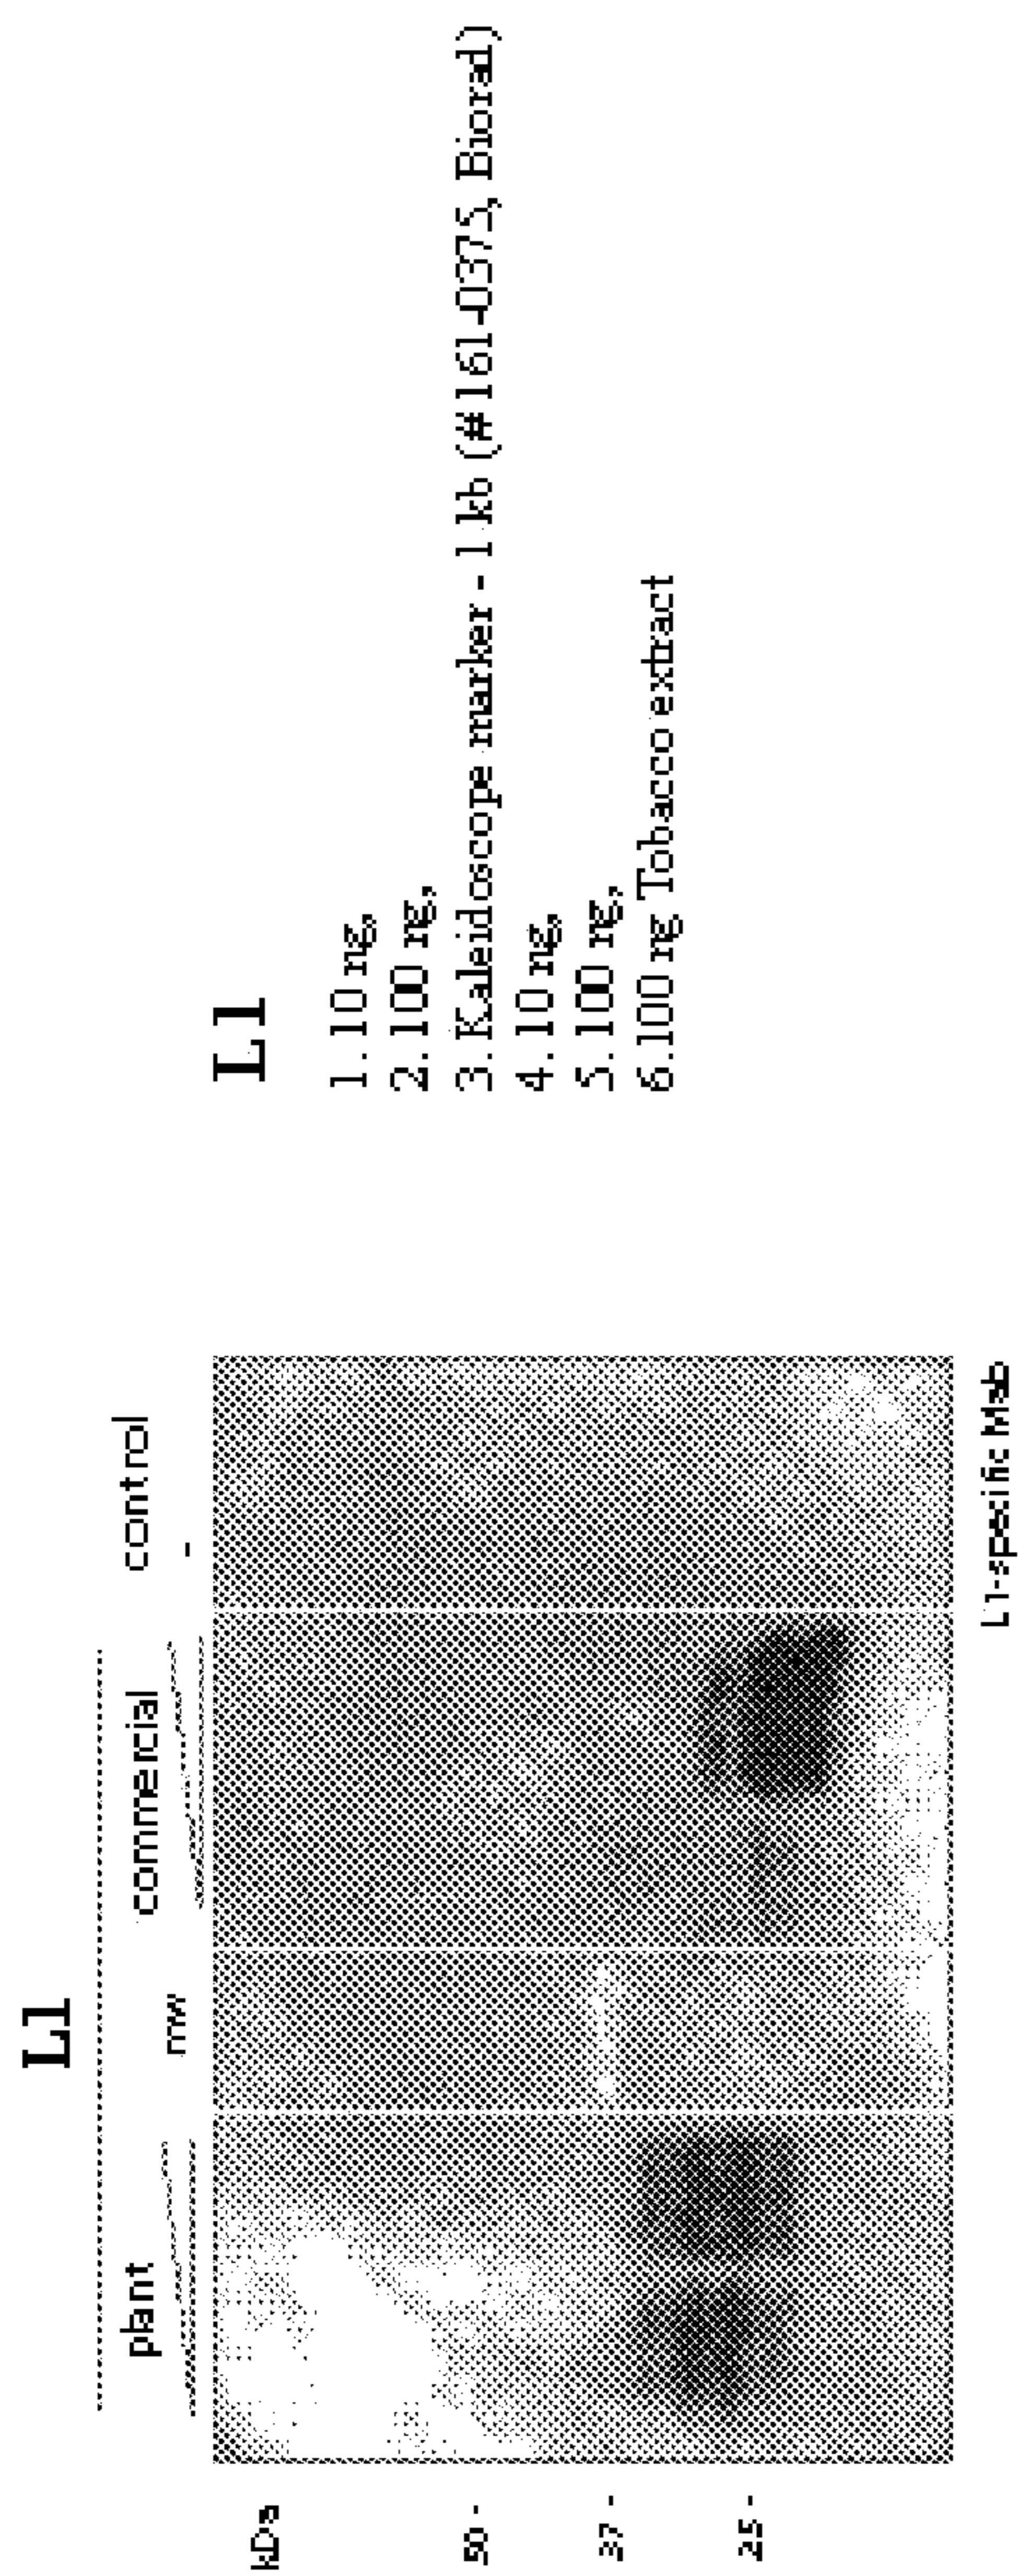 L1
plant mw commercial control
-
kDa
50 -
37 -
25 -
L1-specific Mab
L1
1. 10 ng,
2. 100 ng,
3. Kaleidoscope marker - 1 kb (#161-0375, Biorad)
4. 10 ng,
5. 100 ng,
6. 100 ng Tobacco extract